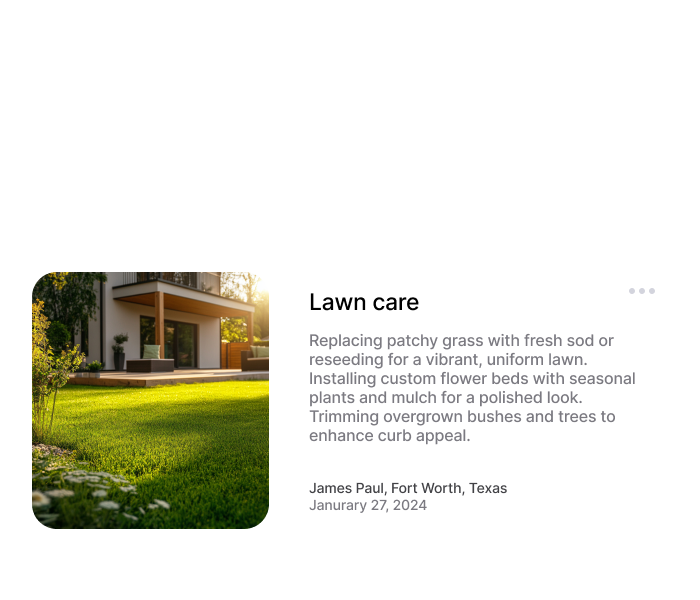 Lawn care
Replacing patchy grass with fresh sod or
reseeding for a vibrant, uniform lawn.
Installing custom flower beds with seasonal
plants and mulch for a polished look.
Trimming overgrown bushes and trees to
enhance curb appeal.
James Paul, Fort Worth, Texas
Janurary 27, 2024